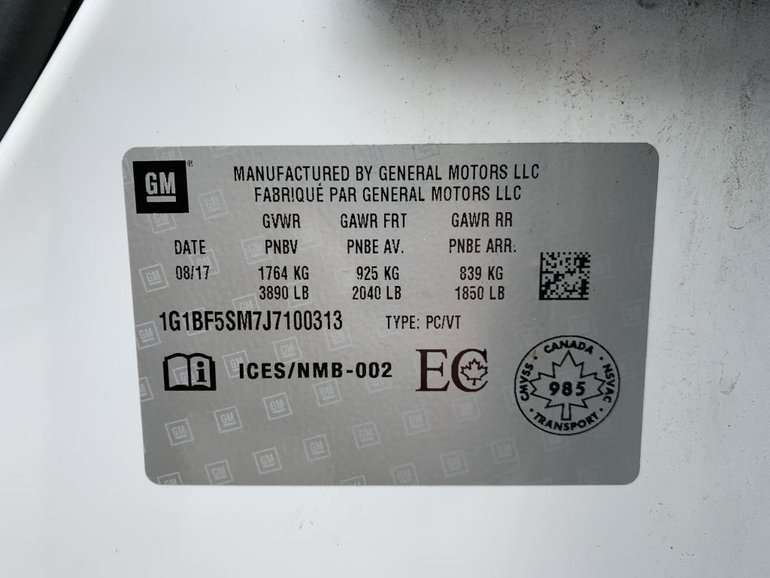 GM
MANUFACTURED BY GENERAL MOTORS LLC
FABRIQUÉ PAR GENERAL MOTORS LLC
GVWR GAWR FRT GAWR RR
DATE PNBV PNBE AV. PNBE ARR.
08/17 1764 KG 925 KG 839 KG
3890 LB 2040 LB 1850 LB
1G1BF5SM7J7100313 TYPE: PC/VT
i ICES/NMB-002 EC
CANADA
CMVSS 985 NSVAC
TRANSPORT